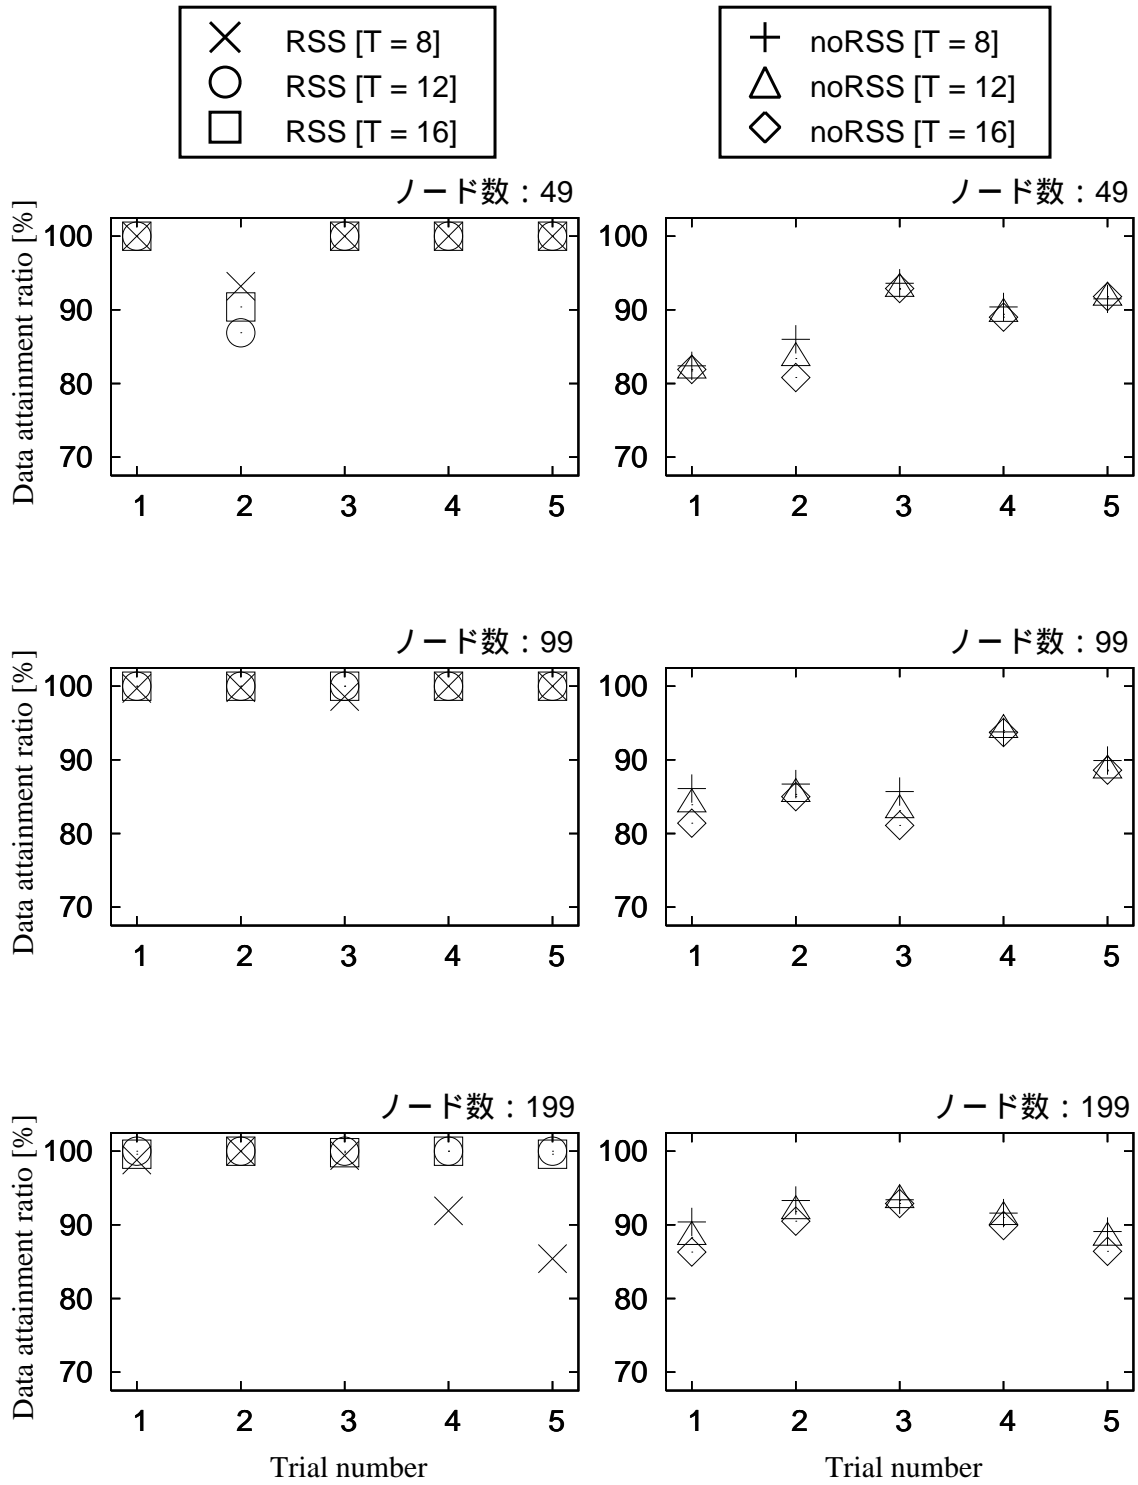 RSS [T = 8]
RSS [T = 12]
RSS [T = 16]
noRSS [T = 8]
noRSS [T = 12]
noRSS [T = 16]
ノード数：49
Data attainment ratio [%]
100
90
80
70
1 2 3 4 5
ノード数：49
100
90
80
70
1 2 3 4 5
ノード数：99
Data attainment ratio [%]
100
90
80
70
1 2 3 4 5
ノード数：99
100
90
80
70
1 2 3 4 5
ノード数：199
Data attainment ratio [%]
100
90
80
70
1 2 3 4 5
Trial number
ノード数：199
100
90
80
70
1 2 3 4 5
Trial number